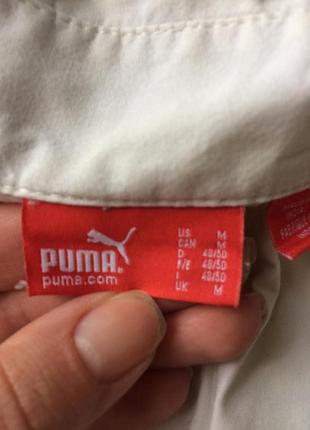 PUMA
puma.com
US M
CAN M
D 48/50
F/E 48/50
I 48/50
UK M